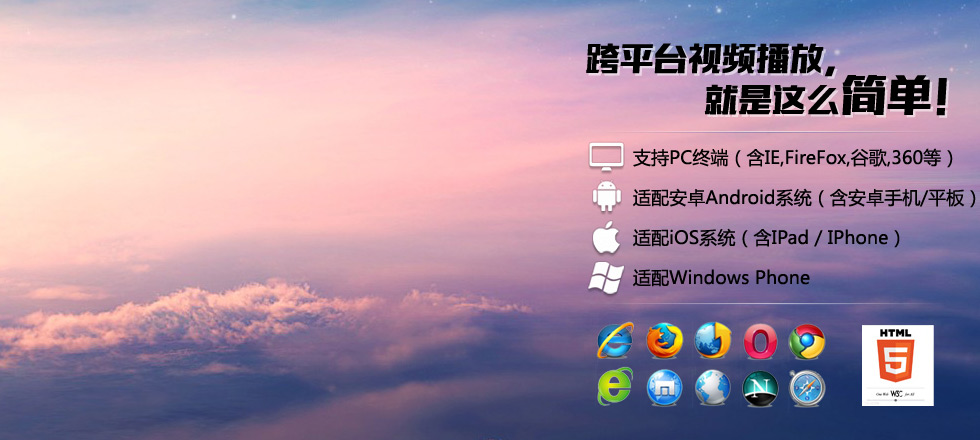 跨平台视频播放,
就是这么简单!
支持PC终端（含IE,FireFox,谷歌,360等）
适配安卓Android系统（含安卓手机/平板）
适配iOS系统（含IPad / IPhone）
适配Windows Phone
HTML
5
W3C